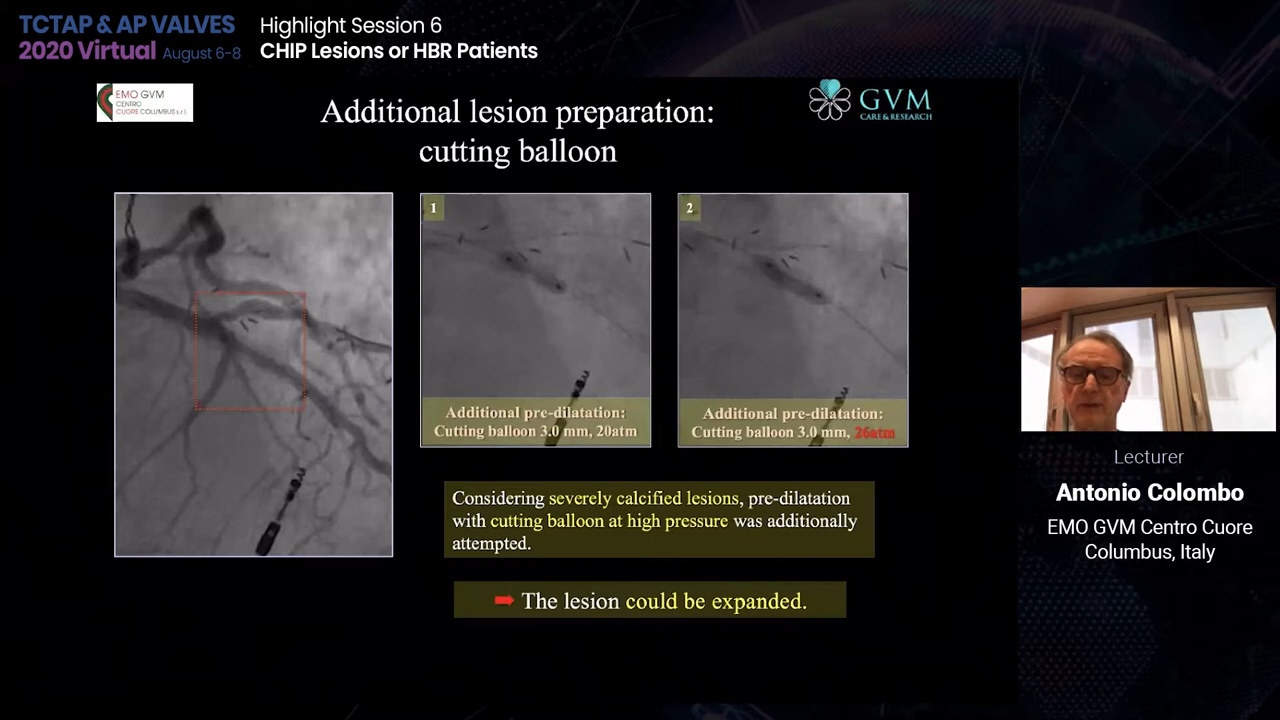 TCTAP & AP VALVES
2020 Virtual August 6-8
Highlight Session 6
CHIP Lesions or HBR Patients
EMO GVM
CENTRO
CUORE COLUMBUS s.r.l.
GVM
CARE & RESEARCH
Additional lesion preparation:
cutting balloon
1
Additional pre-dilatation:
Cutting balloon 3.0 mm, 20atm
2
Additional pre-dilatation:
Cutting balloon 3.0 mm, 26atm
Considering severely calcified lesions, pre-dilatation
with cutting balloon at high pressure was additionally
attempted.
The lesion could be expanded.
Lecturer
Antonio Colombo
EMO GVM Centro Cuore
Columbus, Italy